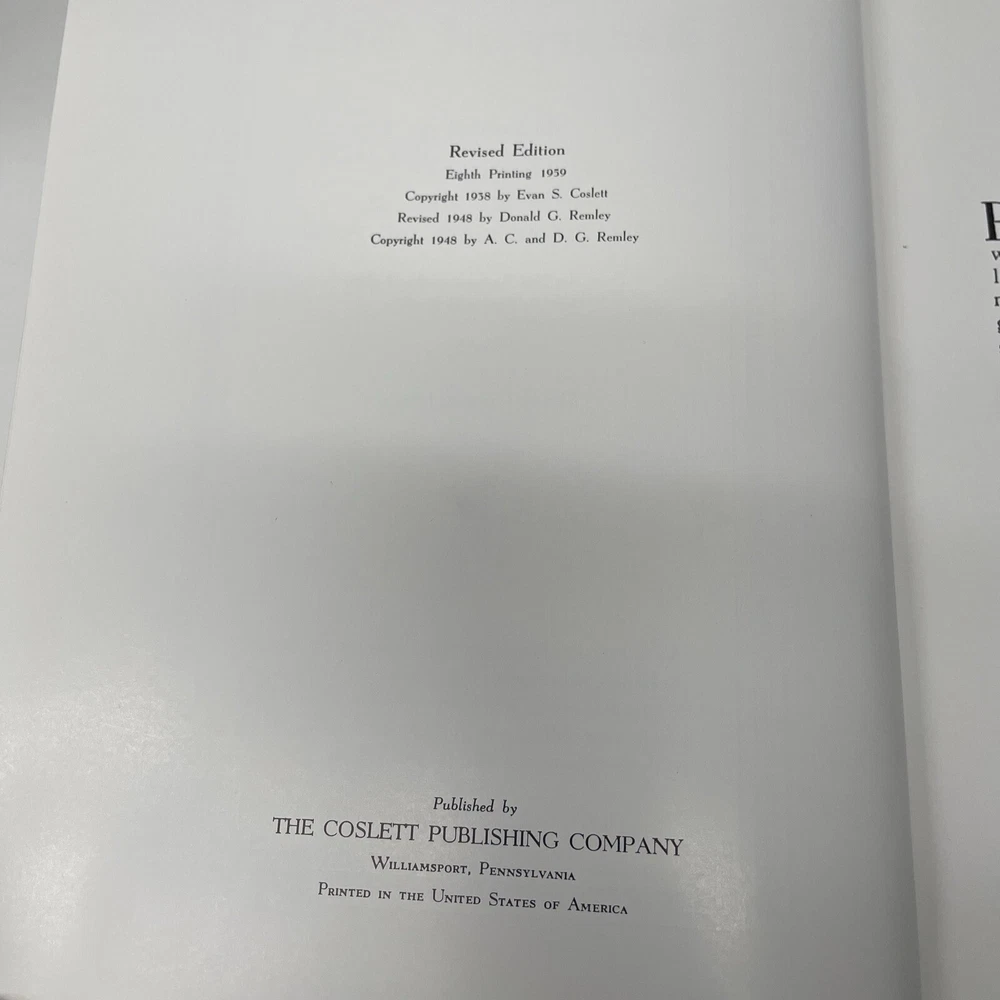 Revised Edition
Eighth Printing 1959
Copyright 1938 by Evan S. Coslett
Revised 1948 by Donald G. Remley
Copyright 1948 by A. C. and D. G. Remley
Published by
THE COSLETT PUBLISHING COMPANY
Williamsport, Pennsylvania
Printed in the United States of America